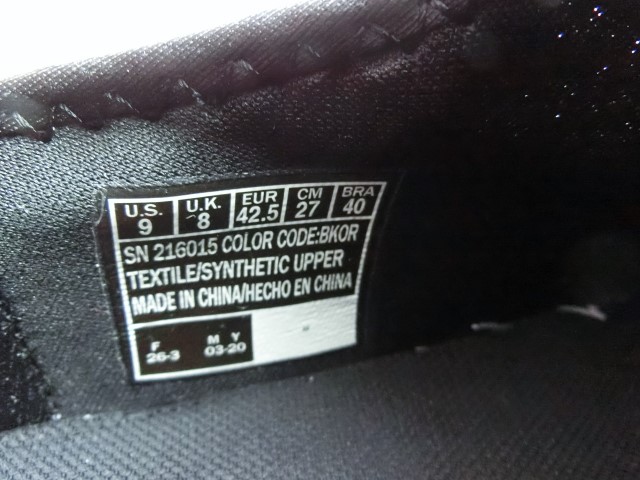 U.S. U.K. EUR CM BRA
9 8 42.5 27 40
SN 216015 COLOR CODE:BKOR
TEXTILE/SYNTHETIC UPPER
MADE IN CHINA/HECHO EN CHINA
F M Y
26-3 03-20